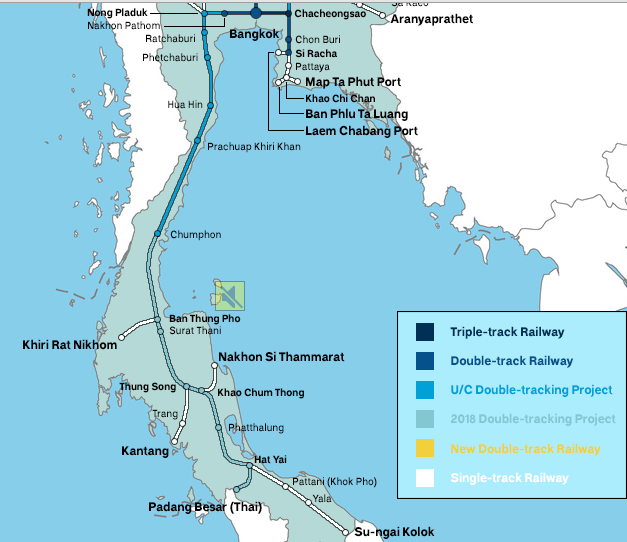 Sa Kaeo
Nong Pladuk
Chachoengsao
Aranyaprathet
Nakhon Pathom
Bangkok
Ratchaburi
Chon Buri
Phetchaburi
Si Racha
Pattaya
Map Ta Phut Port
Khao Chi Chan
Hua Hin
Ban Phlu Ta Luang
Laem Chabang Port
Prachuap Khiri Khan
Chumphon
Ban Thung Pho
Surat Thani
Khiri Rat Nikhom
Nakhon Si Thammarat
Thung Song
Khao Chum Thong
Trang
Phatthalung
Kantang
Hat Yai
Pattani (Khok Pho)
Yala
Padang Besar (Thai)
Su-ngai Kolok
Triple-track Railway
Double-track Railway
U/C Double-tracking Project
2018 Double-tracking Project
New Double-track Railway
Single-track Railway